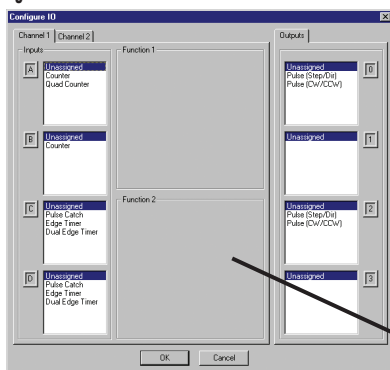 Configure IO
Channel 1
Channel 2
Inputs
A
Unassigned
Counter
Quad Counter
B
Unassigned
Counter
C
Unassigned
Pulse Catch
Edge Timer
Dual Edge Timer
D
Unassigned
Pulse Catch
Edge Timer
Dual Edge Timer
Function 1
Function 2
Outputs
Unassigned
Pulse (Step/Dir)
Pulse (CW/CCW)
0
Unassigned
1
Unassigned
Pulse (Step/Dir)
Pulse (CW/CCW)
2
Unassigned
3
OK
Cancel